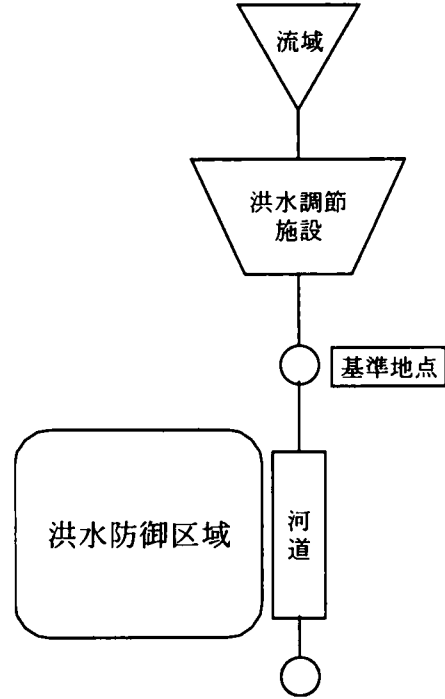 流域
洪水調節
施設
基準地点
洪水防御区域
河道